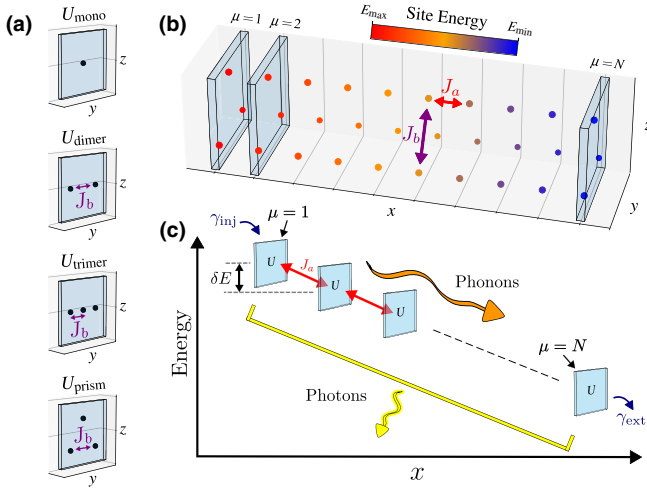 (a)
U_mono
z
y
U_dimer
J_b
z
y
U_trimer
J_b
z
y
U_prism
J_b
z
y
(b)
E_max
Site Energy
E_min
μ = 1
μ = 2
μ = N
J_a
J_b
x
y
z
(c)
γ_inj
μ = 1
δE
U
J_a
U
U
Phonons
Photons
μ = N
U
γ_ext
Energy
x